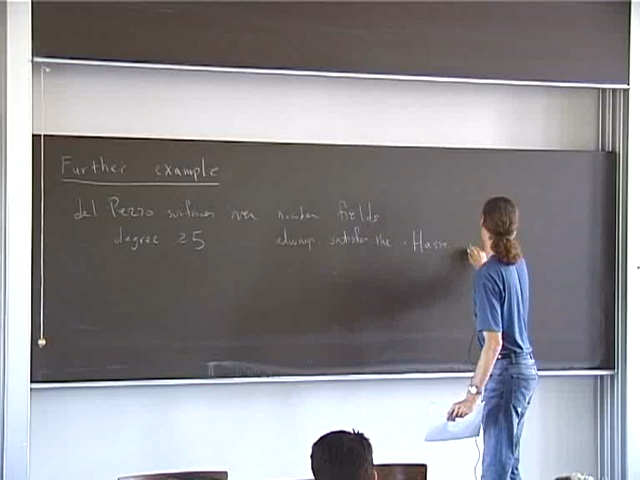 Further example
del Pezzo surfaces over number fields
degree ≥5 always satisfy the Hasse